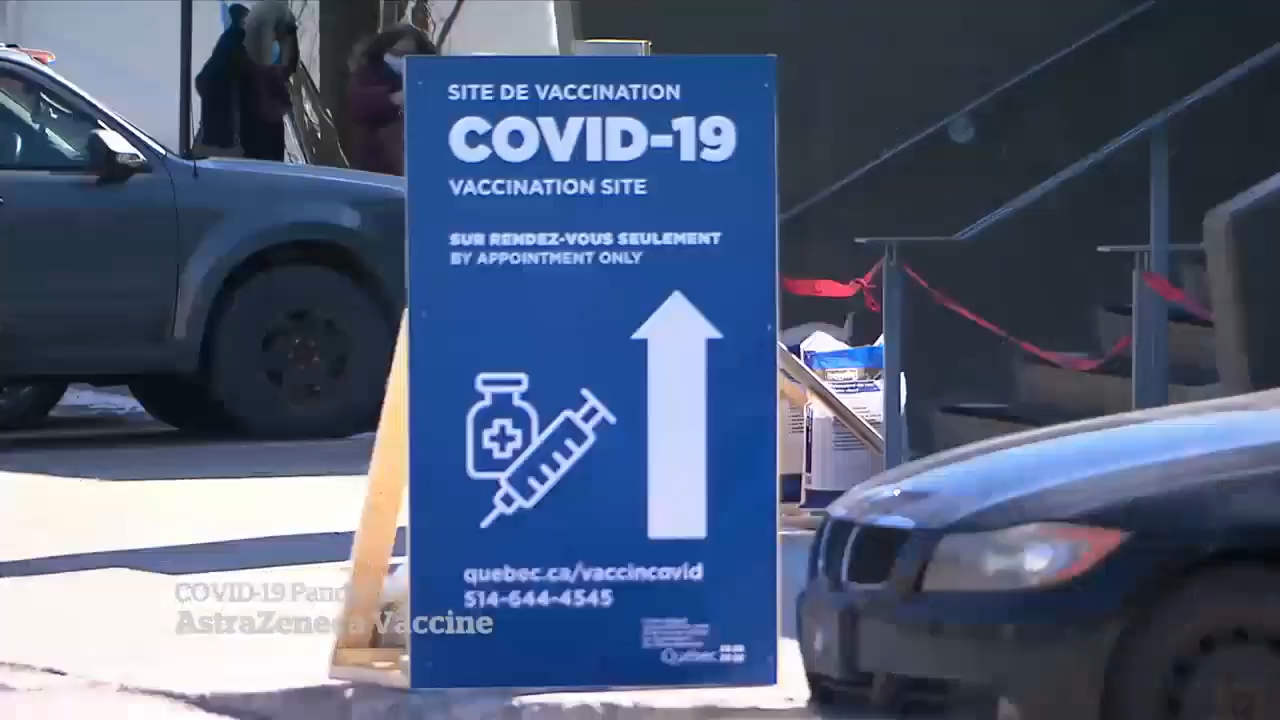 SITE DE VACCINATION
COVID-19
VACCINATION SITE
SUR RENDEZ-VOUS SEULEMENT
BY APPOINTMENT ONLY
quebec.ca/vaccincovid
514-644-4545
Québec
COVID-19 Pand
AstraZeneca Vaccine